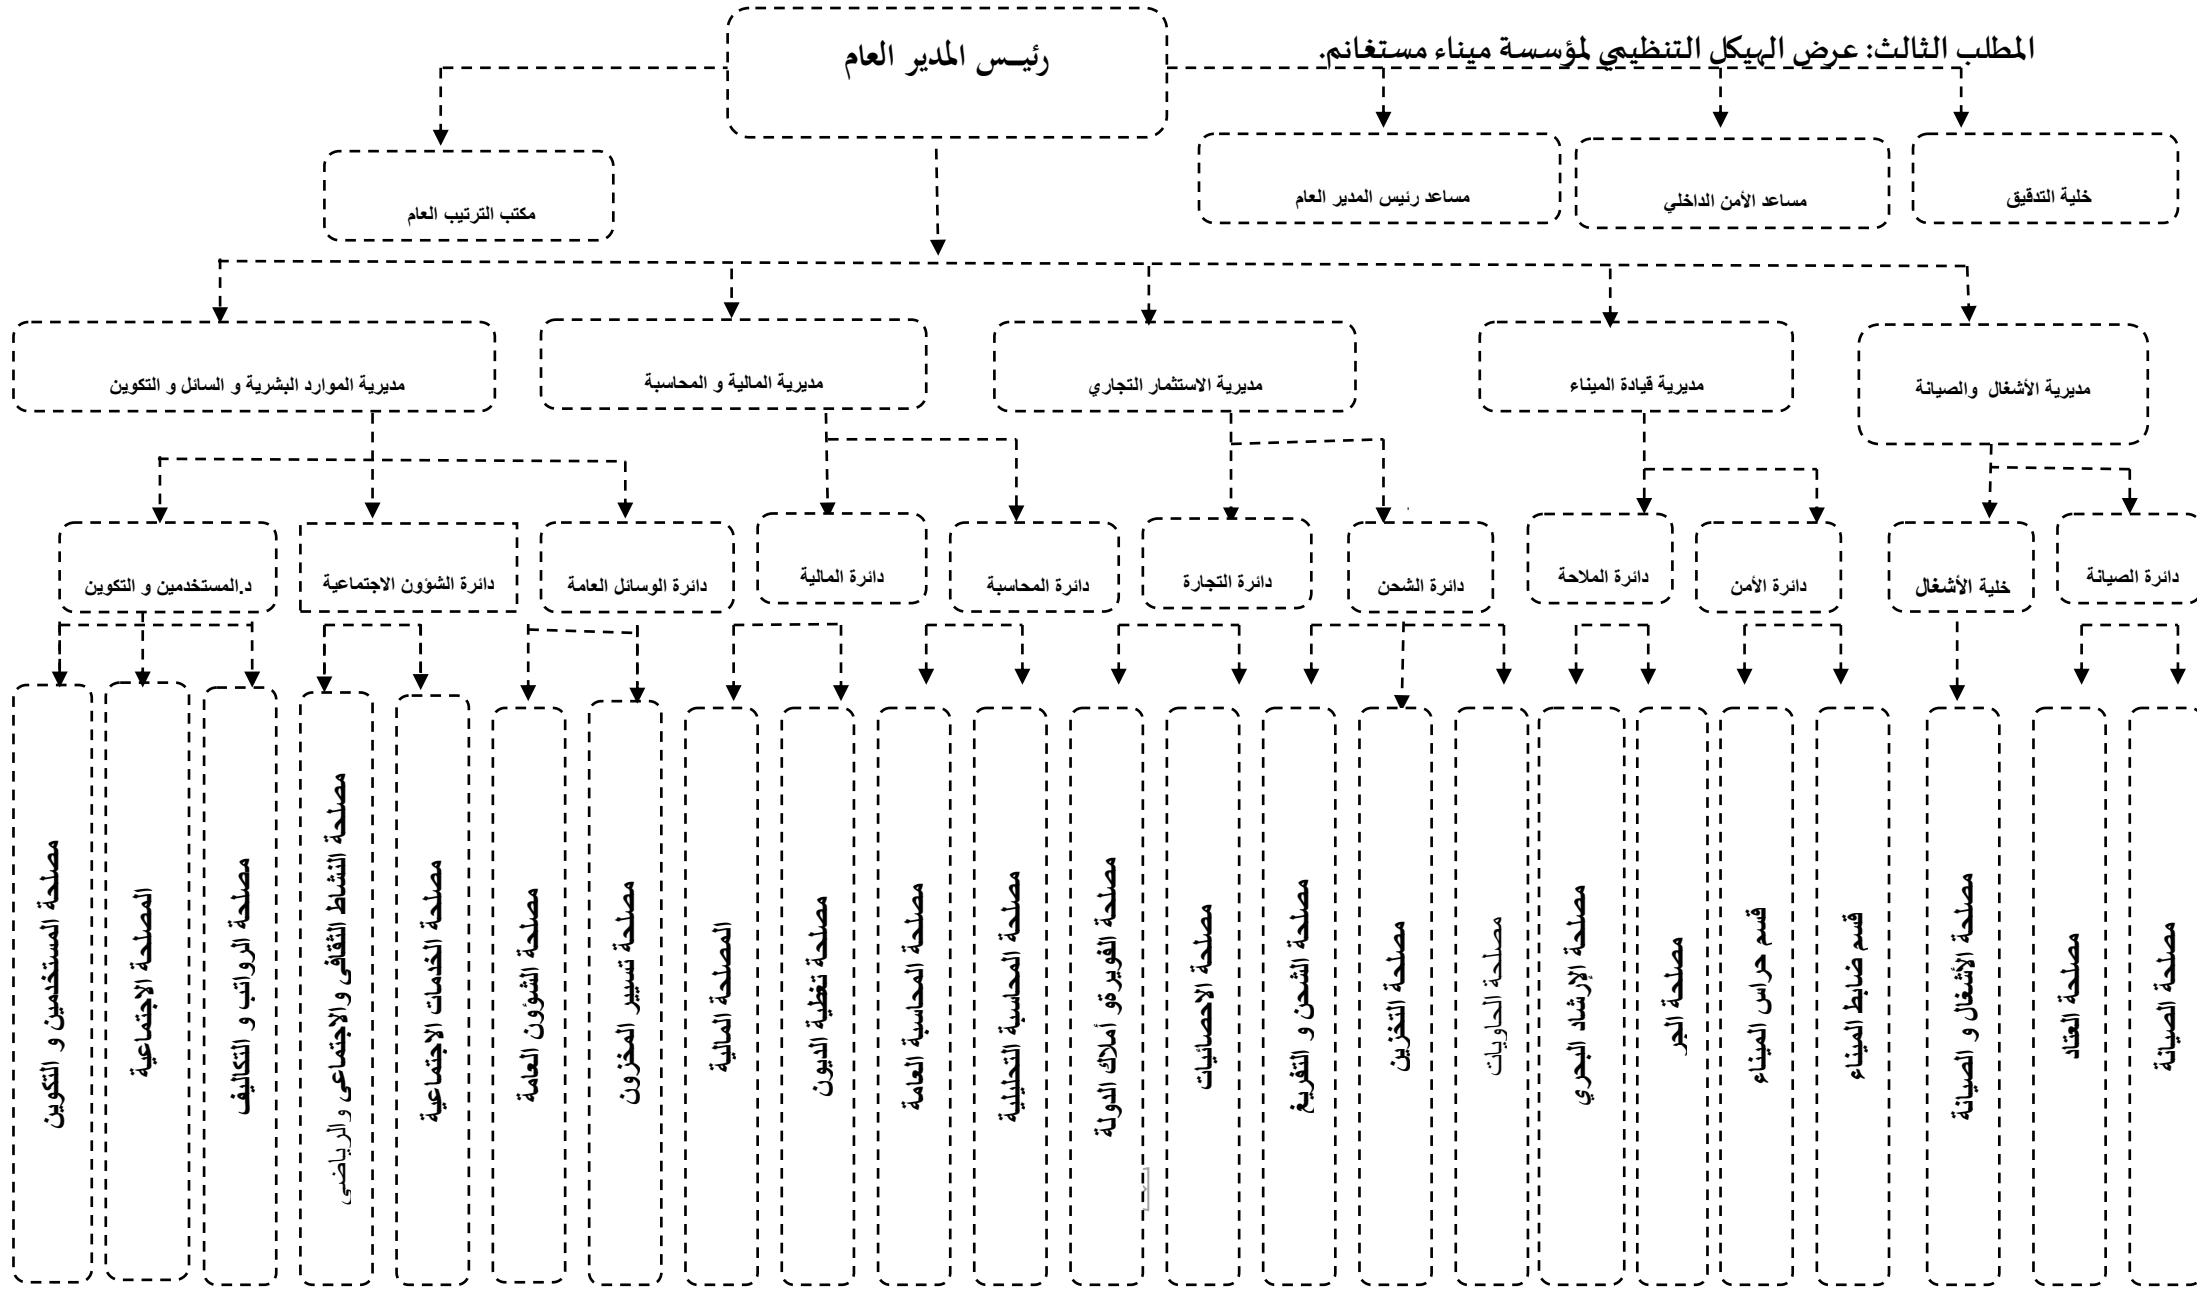 المطلب الثالث: عرض الهيكل التنظيمي لمؤسسة ميناء مستغانم.
رئيــس المدير العام
خلية التدقيق
مساعد الأمن الداخلي
مساعد رئيس المدير العام
مكتب الترتيب العام
مديرية الأشغال والصيانة
مديرية قيادة الميناء
مديرية الاستثمار التجاري
مديرية المالية و المحاسبة
مديرية الموارد البشرية و السائل و التكوين
دائرة الصيانة
خلية الأشغال
دائرة الأمن
دائرة الملاحة
دائرة الشحن
دائرة التجارة
دائرة المحاسبة
دائرة المالية
دائرة الوسائل العامة
دائرة الشؤون الاجتماعية
د.المستخدمين و التكوين
مصلحة الصيانة
مصلحة العتاد
مصلحة الأشغال و الصيانة
قسم ضابط الميناء
قسم حراس الميناء
مصلحة الجر
مصلحة الإرشاد البحري
مصلحة الحاويات
مصلحة التخزين
مصلحة الشحن و التفريغ
مصلحة الاحصائيات
مصلحة الفويرةو أملاك الدولة
مصلحة المحاسبة التحليلية
مصلحة المحاسبة العامة
مصلحة تغطية الديون
المصلحة المالية
مصلحة تسيير المخزون
مصلحة الشؤون العامة
مصلحة الخدمات الاجتماعية
مصلحة النشاط الثقافي والاجتماعي والرياضي
مصلحة الرواتب و التكاليف
المصلحة الاجتماعية
مصلحة المستخدمين و التكوين